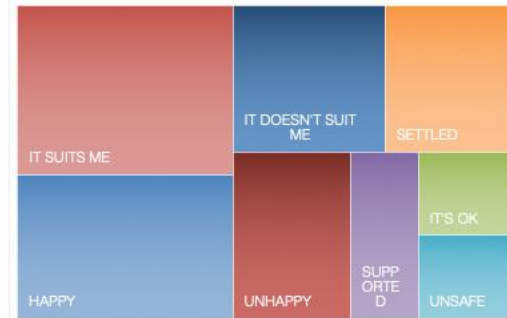 IT SUITS ME
HAPPY
IT DOESN'T SUIT
ME
SETTLED
UNHAPPY
SUPP
ORTE
D
IT'S OK
UNSAFE